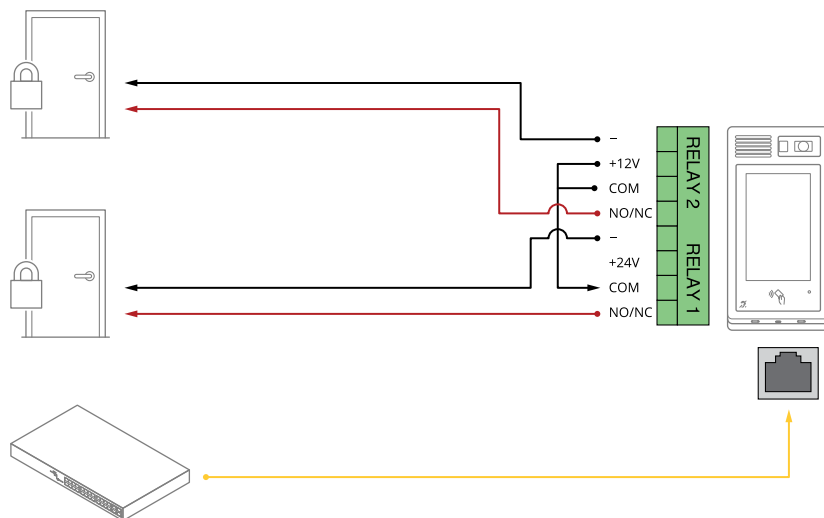 –
+12V
COM
NO/NC
–
+24V
COM
NO/NC
RELAY 2
RELAY 1